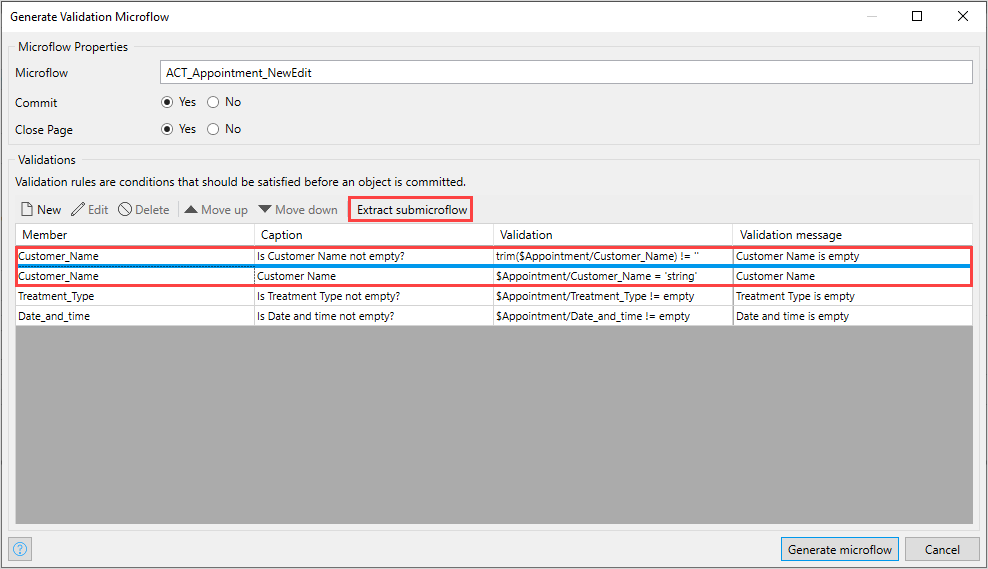 Generate Validation Microflow
Microflow Properties
Microflow ACT_Appointment_NewEdit
Commit Yes No
Close Page Yes No
Validations
Validation rules are conditions that should be satisfied before an object is committed.
New Edit Delete Move up Move down Extract submicroflow
Member Caption Validation Validation message
Customer_Name Is Customer Name not empty? trim($Appointment/Customer_Name) != '' Customer Name is empty
Customer_Name Customer Name $Appointment/Customer_Name = 'string' Customer Name
Treatment_Type Is Treatment Type not empty? $Appointment/Treatment_Type != empty Treatment Type is empty
Date_and_time Is Date and time not empty? $Appointment/Date_and_time != empty Date and time is empty
? Generate microflow Cancel